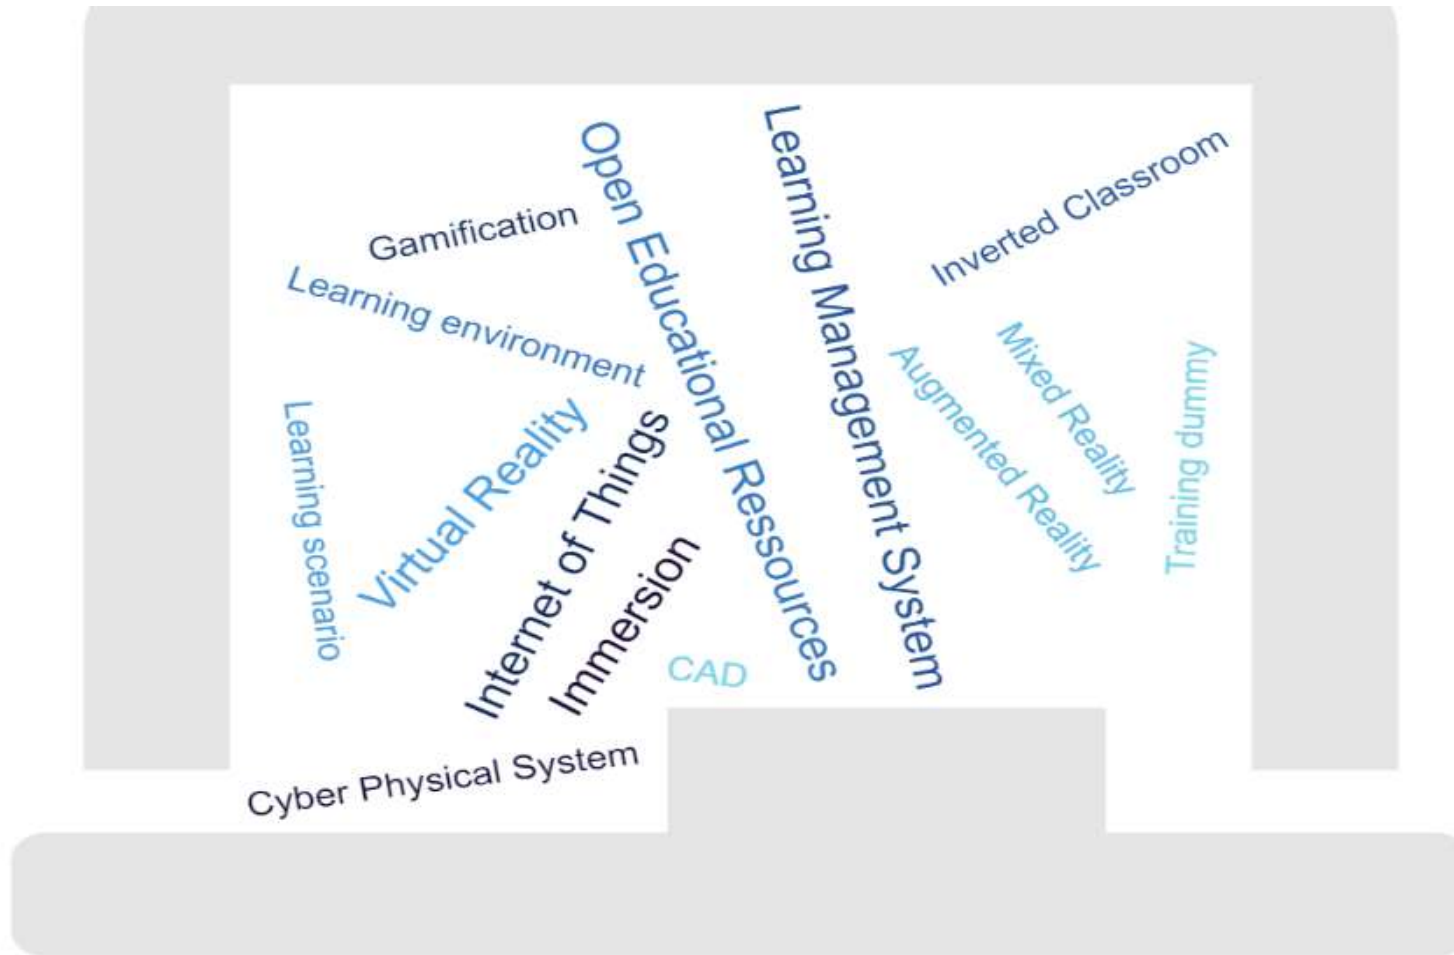 Open Educational Ressources
Learning Management System
Inverted Classroom
Gamification
Learning environment
Mixed Reality
Augmented Reality
Training dummy
Learning scenario
Virtual Reality
Internet of Things
Immersion
CAD
Cyber Physical System